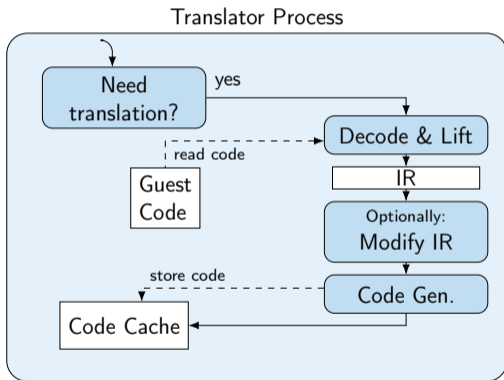 Translator Process
Need
translation?
yes
Decode & Lift
read code
IR
Guest
Code
Optionally:
Modify IR
store code
Code Gen.
Code Cache